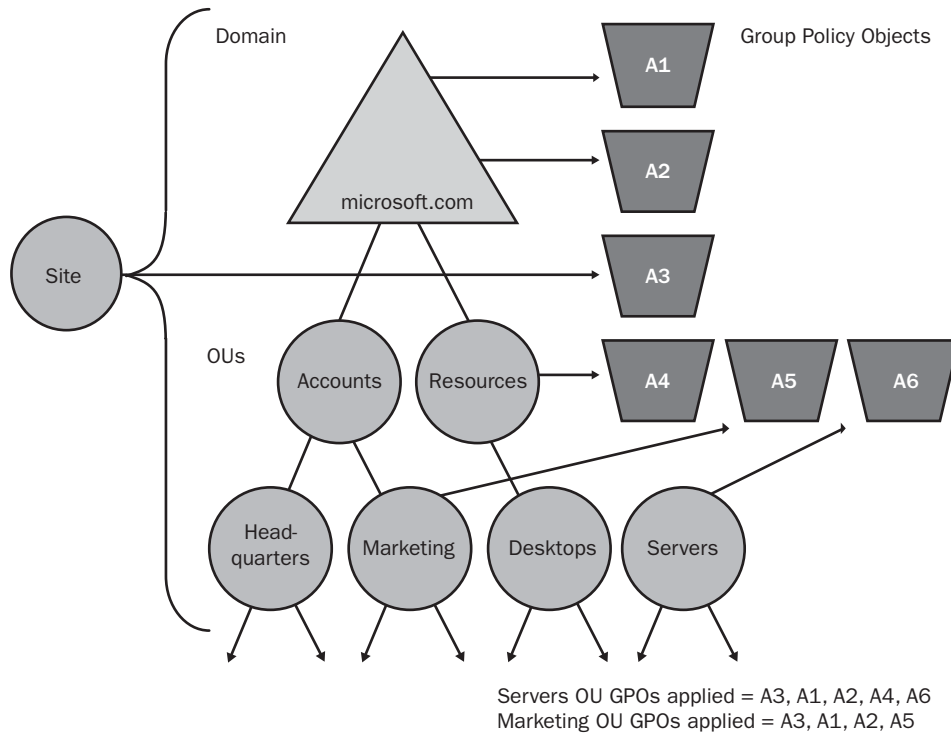 Domain
Group Policy Objects
A1
A2
microsoft.com
Site
A3
OUs
Accounts
Resources
A4
A5
A6
Head-
quarters
Marketing
Desktops
Servers
Servers OU GPOs applied = A3, A1, A2, A4, A6
Marketing OU GPOs applied = A3, A1, A2, A5